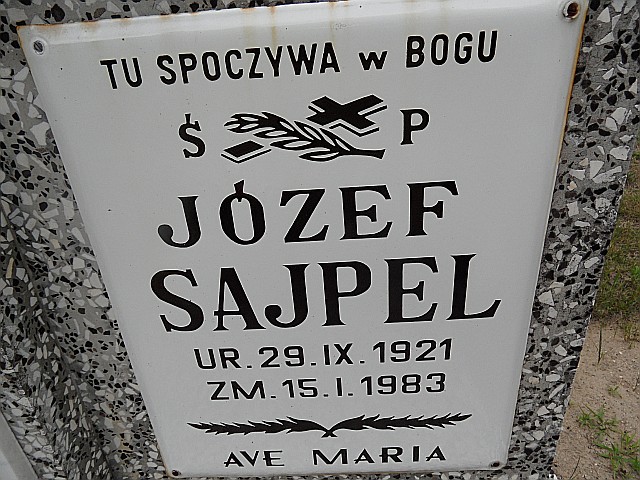 TU SPOCZYWA w BOGU
Ś P
JÓZEF
SAJPEL
UR. 29. IX. 1921
ZM. 15. I. 1983
AVE MARIA